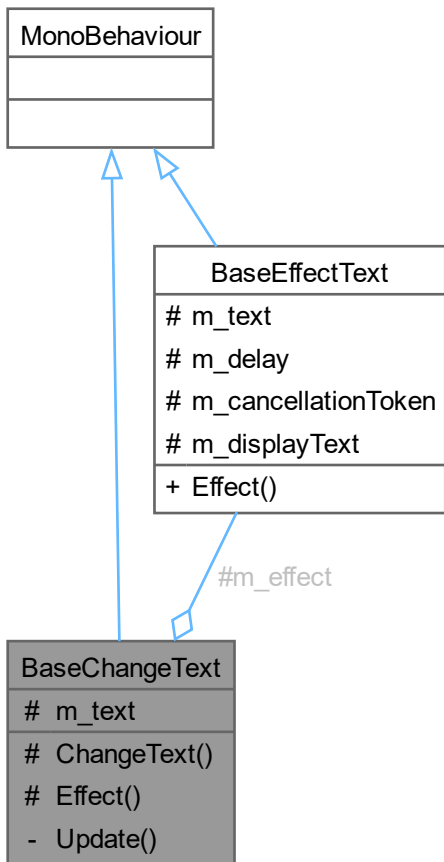 MonoBehaviour
BaseEffectText
# m_text
# m_delay
# m_cancellationToken
# m_displayText
+ Effect()
#m_effect
BaseChangeText
# m_text
# ChangeText()
# Effect()
- Update()